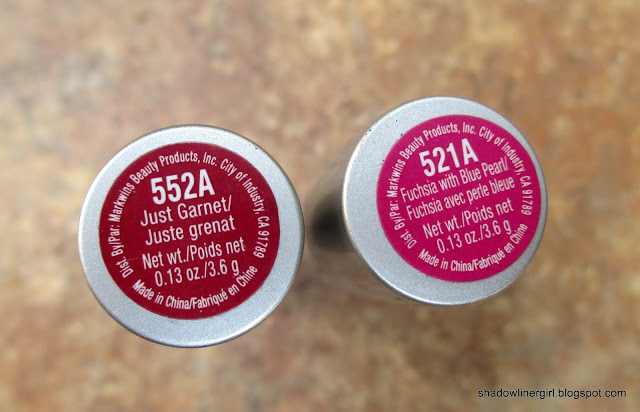 Dist. By/Par: Markwins Beauty Products, Inc. City of Industry, CA 91789
552A
Just Garnet/
Juste grenat
Net wt./Poids net
0.13 oz./3.6 g
Made in China/Fabriqué en Chine
Dist. By/Par: Markwins Beauty Products, Inc. City of Industry, CA 91789
521A
Fuchsia with Blue Pearl/
Fuchsia avec perle bleue
Net wt./Poids net
0.13 oz./3.6 g
Made in China/Fabriqué en Chine
shadowlinergirl.blogspot.com